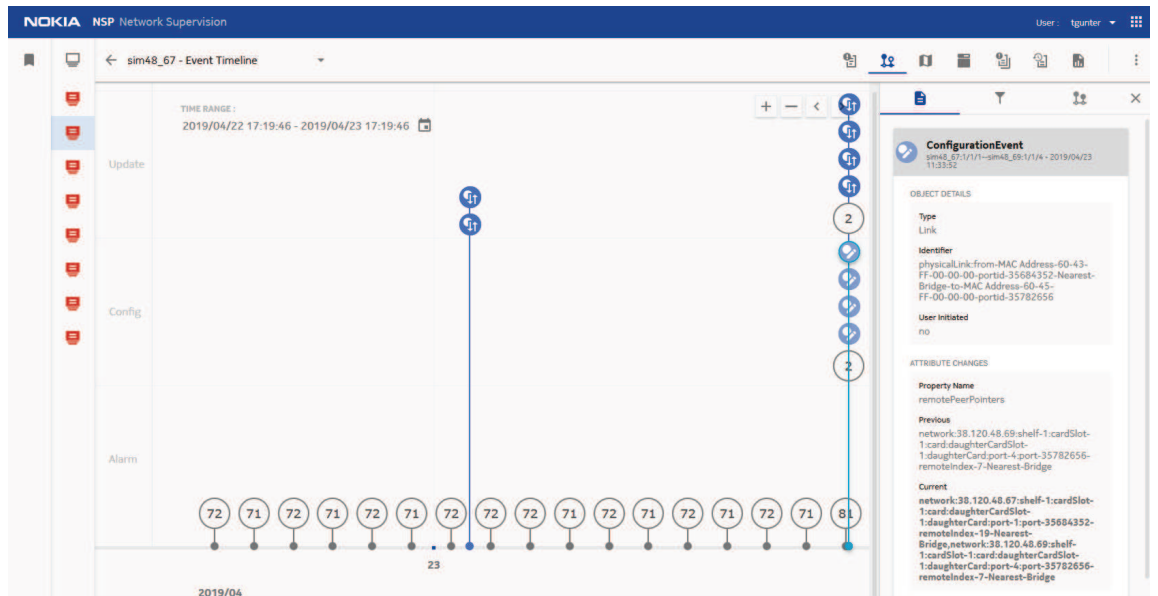 NOKIA NSP Network Supervision
User : tgunter
sim48_67 - Event Timeline
TIME RANGE :
2019/04/22 17:19:46 - 2019/04/23 17:19:46
Update
2
Config
2
Alarm
72 71 72 71 72 71 72 72 72 71 72 71 72 71 72 71 81
23
2019/04
ConfigurationEvent
sim48_67:1/1/1--sim48_69:1/1/4 - 2019/04/23
11:33:52
OBJECT DETAILS
Type
Link
Identifier
physicalLink:from-MAC Address-60-43-
FF-00-00-00-portid-35684352-Nearest-
Bridge-to-MAC Address-60-45-
FF-00-00-00-portid-35782656
User Initiated
no
ATTRIBUTE CHANGES
Property Name
remotePeerPointers
Previous
network:38.120.48.69:shelf-1:cardSlot-
1:card:daughterCardSlot-
1:daughterCard:port-4:port-35782656-
remoteIndex-7-Nearest-Bridge
Current
network:38.120.48.67:shelf-1:cardSlot-
1:card:daughterCardSlot-
1:daughterCard:port-1:port-35684352-
remoteIndex-19-Nearest-
Bridge,network:38.120.48.69:shelf-
1:cardSlot-1:card:daughterCardSlot-
1:daughterCard:port-4:port-35782656-
remoteIndex-7-Nearest-Bridge